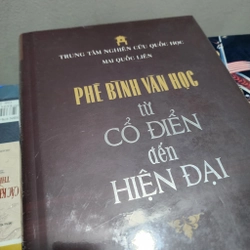 TRUNG TÂM NGHIÊN CỨU QUỐC HỌC
MAI QUỐC LIÊN
PHÊ BÌNH VĂN HỌC
từ
CỔ ĐIỂN
đến
HIỆN ĐẠI